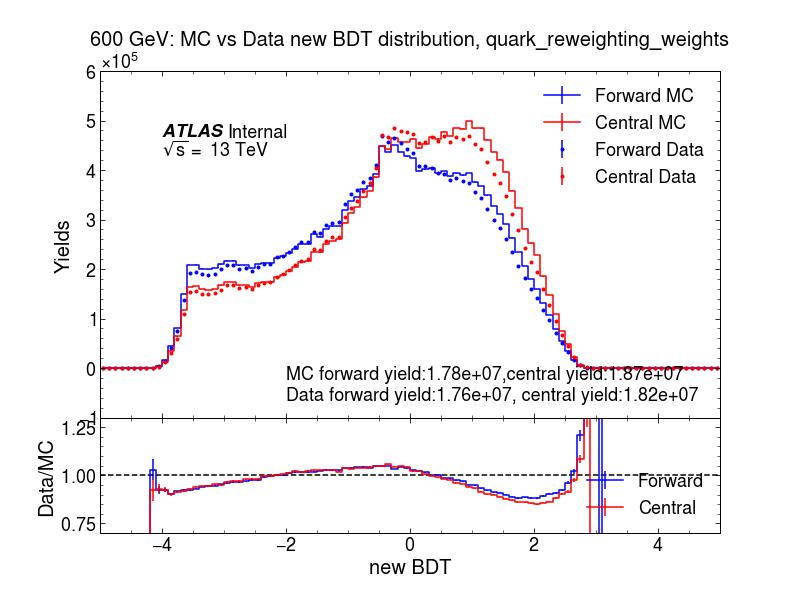 600 GeV: MC vs Data new BDT distribution, quark_reweighting_weights
×10⁵
6
5
4
3
2
1
0
−1
Yields
ATLAS Internal
√s = 13 TeV
Forward MC
Central MC
Forward Data
Central Data
MC forward yield:1.78e+07,central yield:1.87e+07
Data forward yield:1.76e+07, central yield:1.82e+07
1.25
1.00
0.75
Data/MC
Forward
Central
−4 −2 0 2 4
new BDT